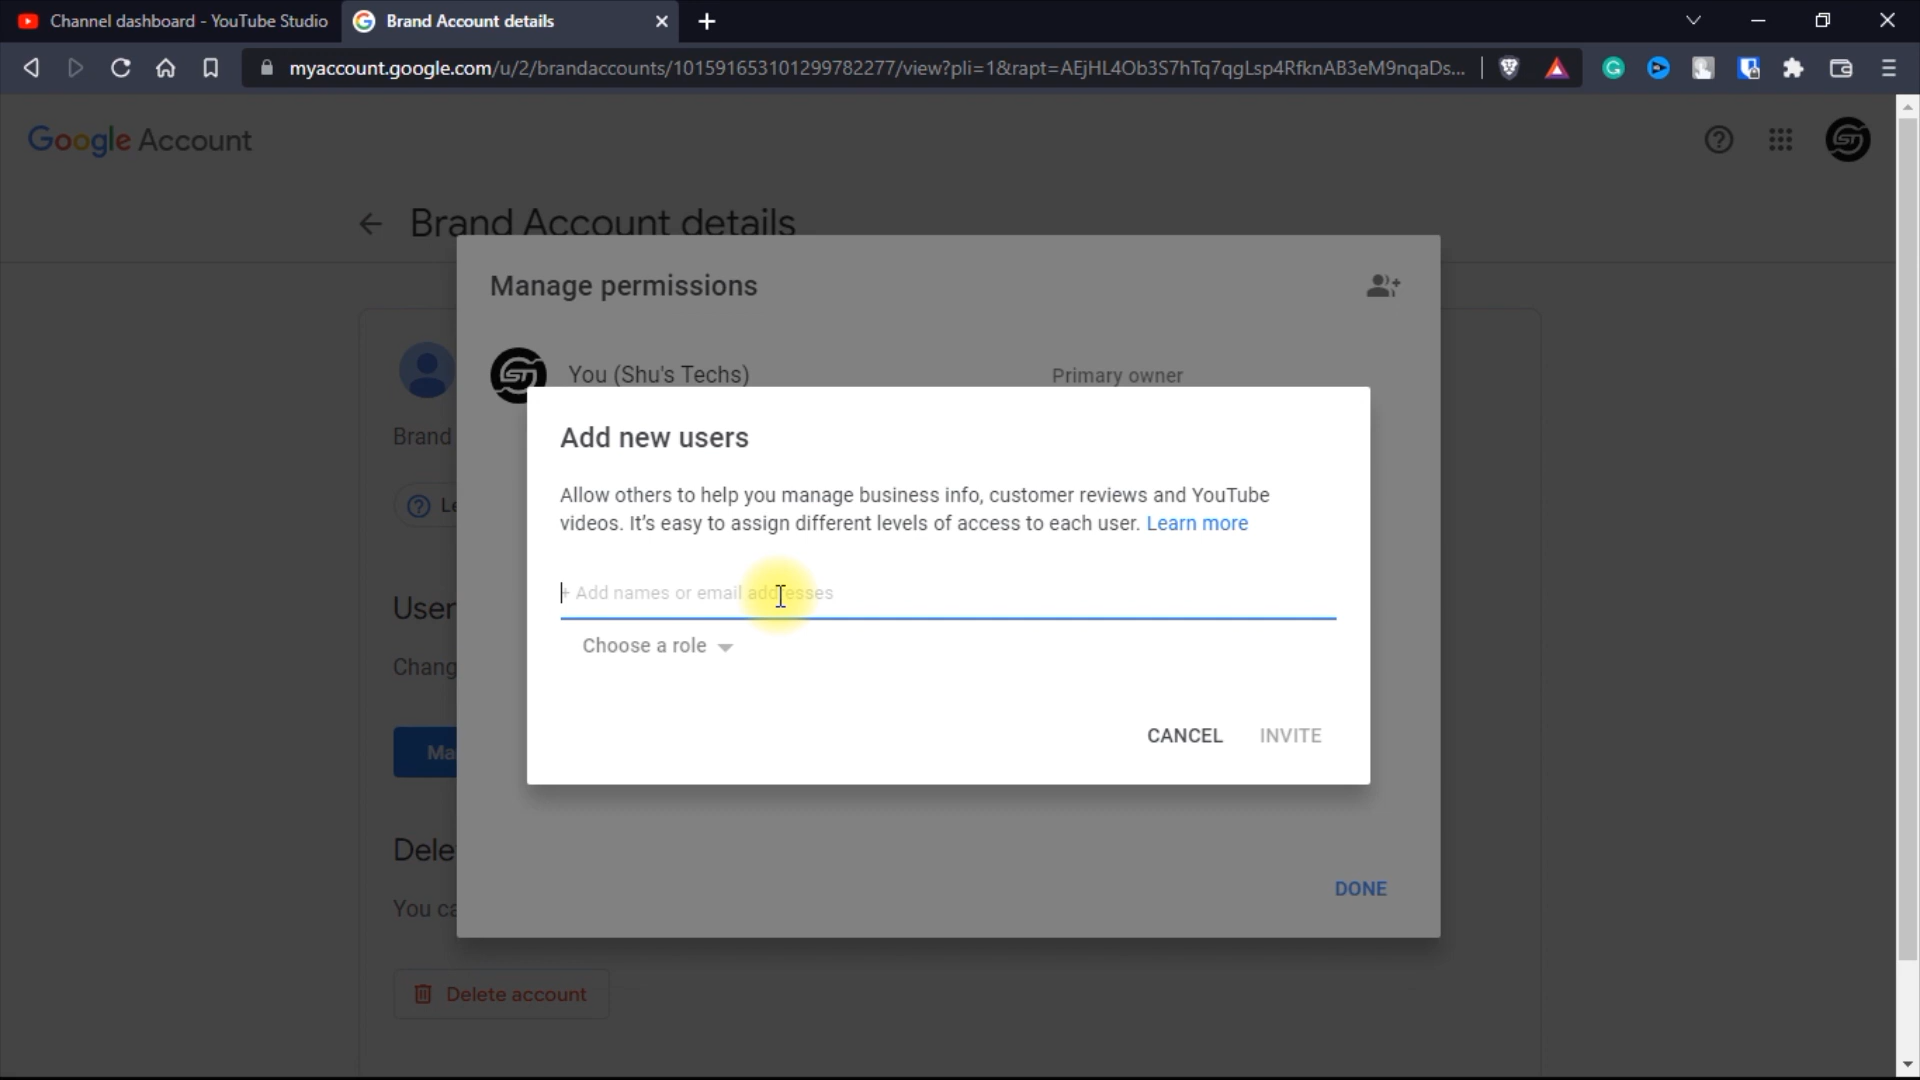 Channel dashboard - YouTube Studio
Brand Account details
myaccount.google.com/u/2/brandaccounts/101591653101299782277/view?pli=1&rapt=AEjHL4Ob3S7hTq7qgLsp4RfknAB3eM9nqaDs...
Google Account
Brand Account details
Manage permissions
You (Shu's Techs)
Primary owner
Brand
Add new users
Allow others to help you manage business info, customer reviews and YouTube
videos. It's easy to assign different levels of access to each user. Learn more
Le
+ Add names or email addresses
User
Choose a role
Chang
CANCEL
INVITE
Ma
Dele
DONE
You ca
Delete account